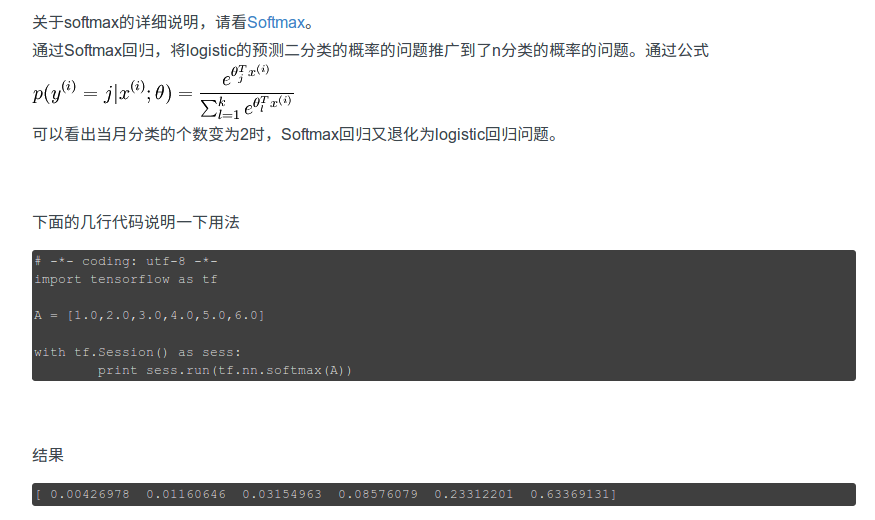 关于softmax的详细说明，请看Softmax。
通过Softmax回归，将logistic的预测二分类的概率的问题推广到了n分类的概率的问题。通过公式
p(y^{(i)} = j|x^{(i)}; θ) = \frac{e^{θ_j^T x^{(i)}}}{\sum_{l=1}^{k} e^{θ_l^T x^{(i)}}}
可以看出当月分类的个数变为2时，Softmax回归又退化为logistic回归问题。
下面的几行代码说明一下用法
# -*- coding: utf-8 -*-
import tensorflow as tf
A = [1.0,2.0,3.0,4.0,5.0,6.0]
with tf.Session() as sess:
        print sess.run(tf.nn.softmax(A))
结果
[ 0.00426978  0.01160646  0.03154963  0.08576079  0.23312201  0.63369131]